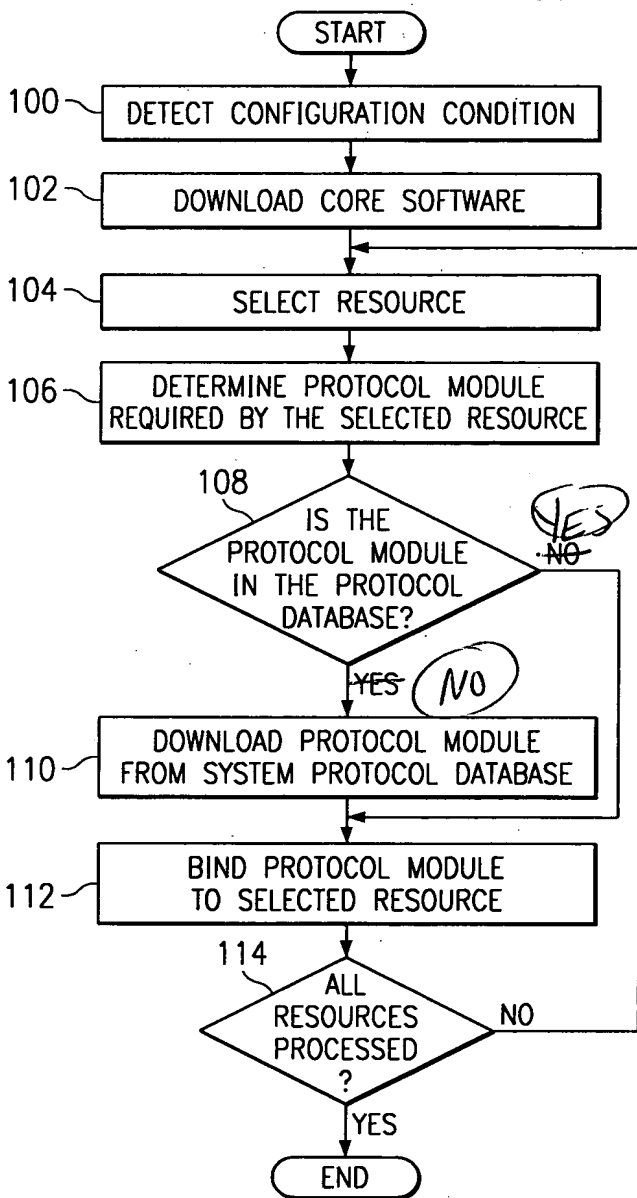 START
100
DETECT CONFIGURATION CONDITION
102
DOWNLOAD CORE SOFTWARE
104
SELECT RESOURCE
106
DETERMINE PROTOCOL MODULE
REQUIRED BY THE SELECTED RESOURCE
108
IS THE
PROTOCOL MODULE
IN THE PROTOCOL
DATABASE?
YES
NO
YES
NO
110
DOWNLOAD PROTOCOL MODULE
FROM SYSTEM PROTOCOL DATABASE
112
BIND PROTOCOL MODULE
TO SELECTED RESOURCE
114
ALL
RESOURCES
PROCESSED
?
NO
YES
END